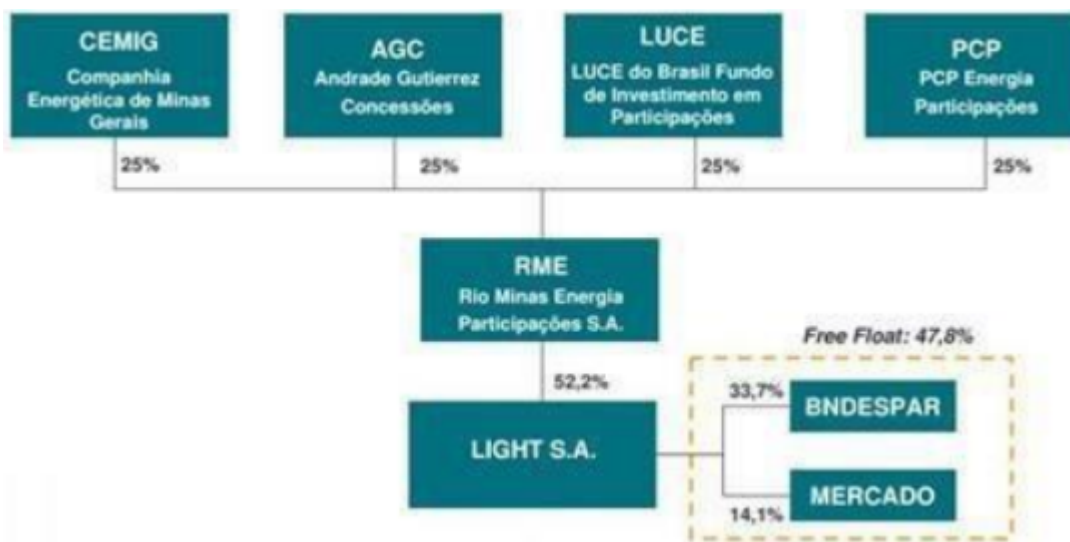 CEMIG
Companhia
Energética de Minas
Gerais
AGC
Andrade Gutierrez
Concessões
LUCE
LUCE do Brasil Fundo
de Investimento em
Participações
PCP
PCP Energia
Participações
25%
25%
25%
25%
RME
Rio Minas Energia
Participações S.A.
Free Float: 47,8%
52,2%
33,7%
BNDESPAR
LIGHT S.A.
MERCADO
14,1%